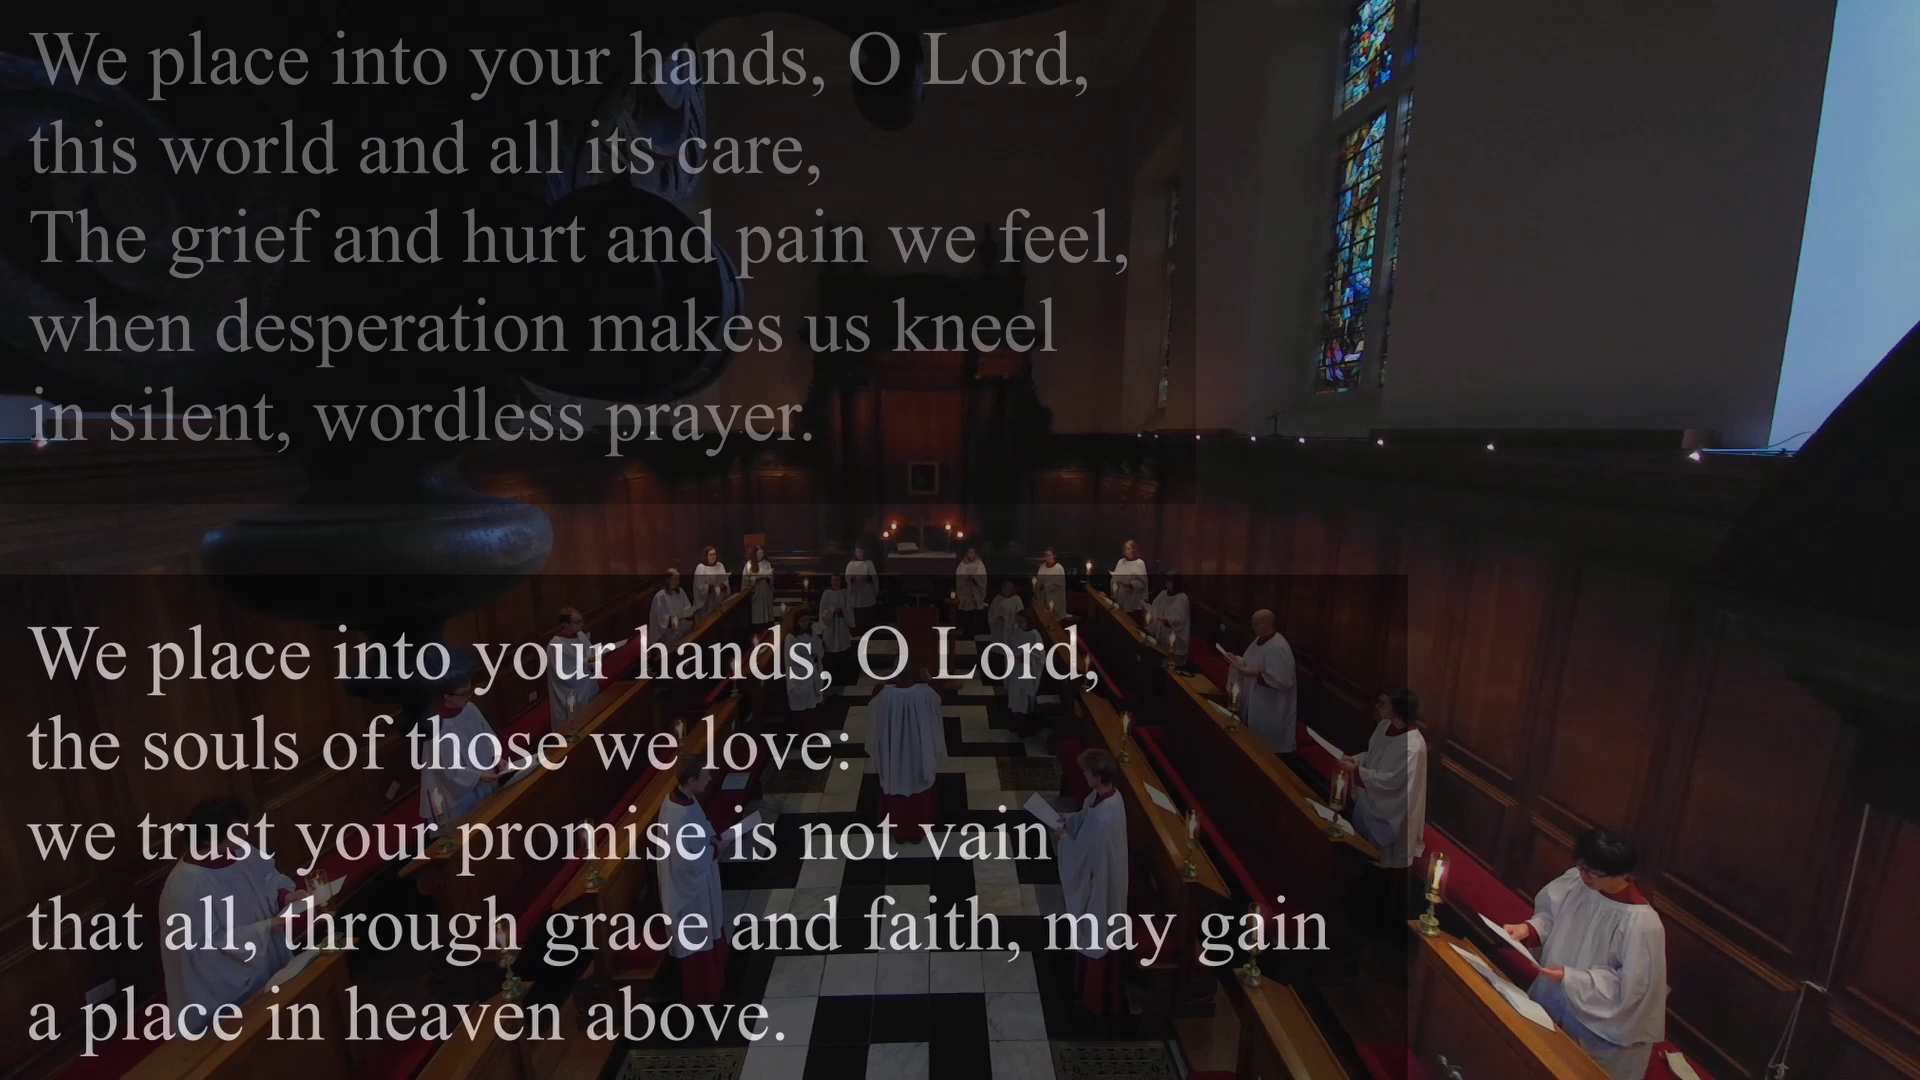 We place into your hands, O Lord,
this world and all its care,
The grief and hurt and pain we feel,
when desperation makes us kneel
in silent, wordless prayer.
We place into your hands, O Lord,
the souls of those we love:
we trust your promise is not vain
that all, through grace and faith, may gain
a place in heaven above.